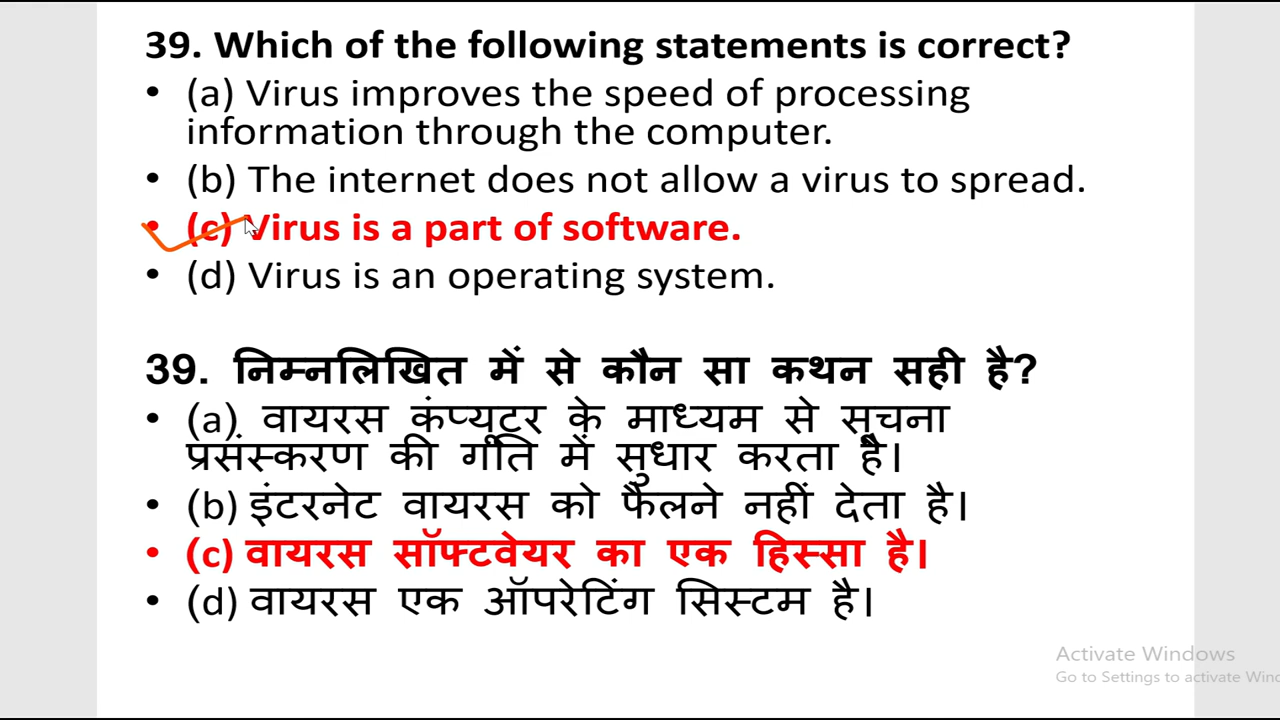 39. Which of the following statements is correct?
• (a) Virus improves the speed of processing
information through the computer.
• (b) The internet does not allow a virus to spread.
• (c) Virus is a part of software.
• (d) Virus is an operating system.
39. निम्नलिखित में से कौन सा कथन सही है?
• (a) वायरस कंप्यूटर के माध्यम से सूचना
प्रसंस्करण की गति में सुधार करता है।
• (b) इंटरनेट वायरस को फैलने नहीं देता है।
• (c) वायरस सॉफ्टवेयर का एक हिस्सा है।
• (d) वायरस एक ऑपरेटिंग सिस्टम है।
Activate Windows
Go to Settings to activate Wind